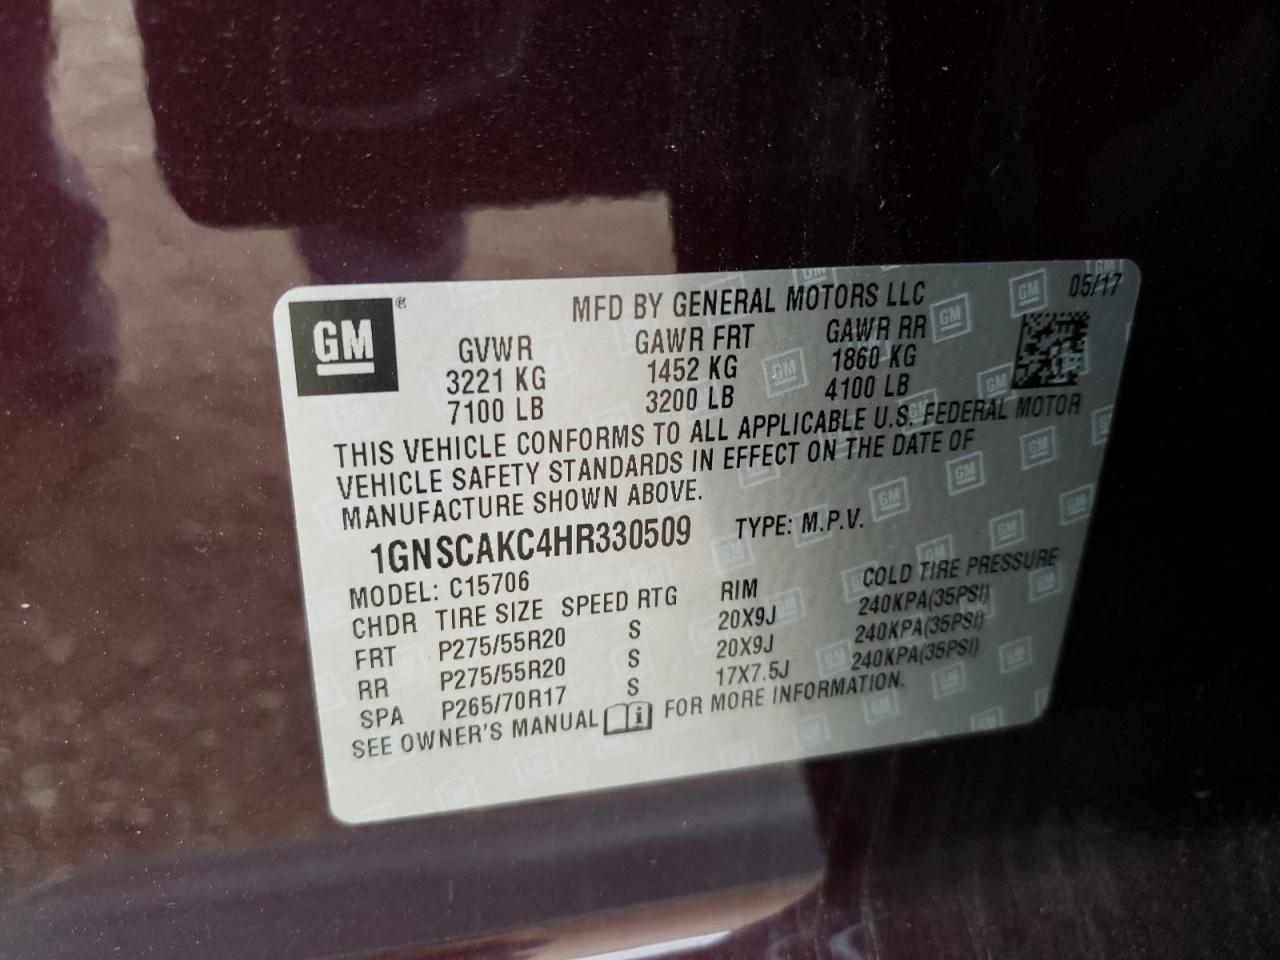 GM ®
MFD BY GENERAL MOTORS LLC 05/17
GVWR GAWR FRT GAWR RR
3221 KG 1452 KG 1860 KG
7100 LB 3200 LB 4100 LB
THIS VEHICLE CONFORMS TO ALL APPLICABLE U.S. FEDERAL MOTOR
VEHICLE SAFETY STANDARDS IN EFFECT ON THE DATE OF
MANUFACTURE SHOWN ABOVE.
1GNSCAKC4HR330509 TYPE: M.P.V.
MODEL: C15706
CHDR TIRE SIZE SPEED RTG RIM COLD TIRE PRESSURE
FRT P275/55R20 S 20X9J 240KPA(35PSI)
RR P275/55R20 S 20X9J 240KPA(35PSI)
SPA P265/70R17 S 17X7.5J 240KPA(35PSI)
SEE OWNER'S MANUAL i FOR MORE INFORMATION.